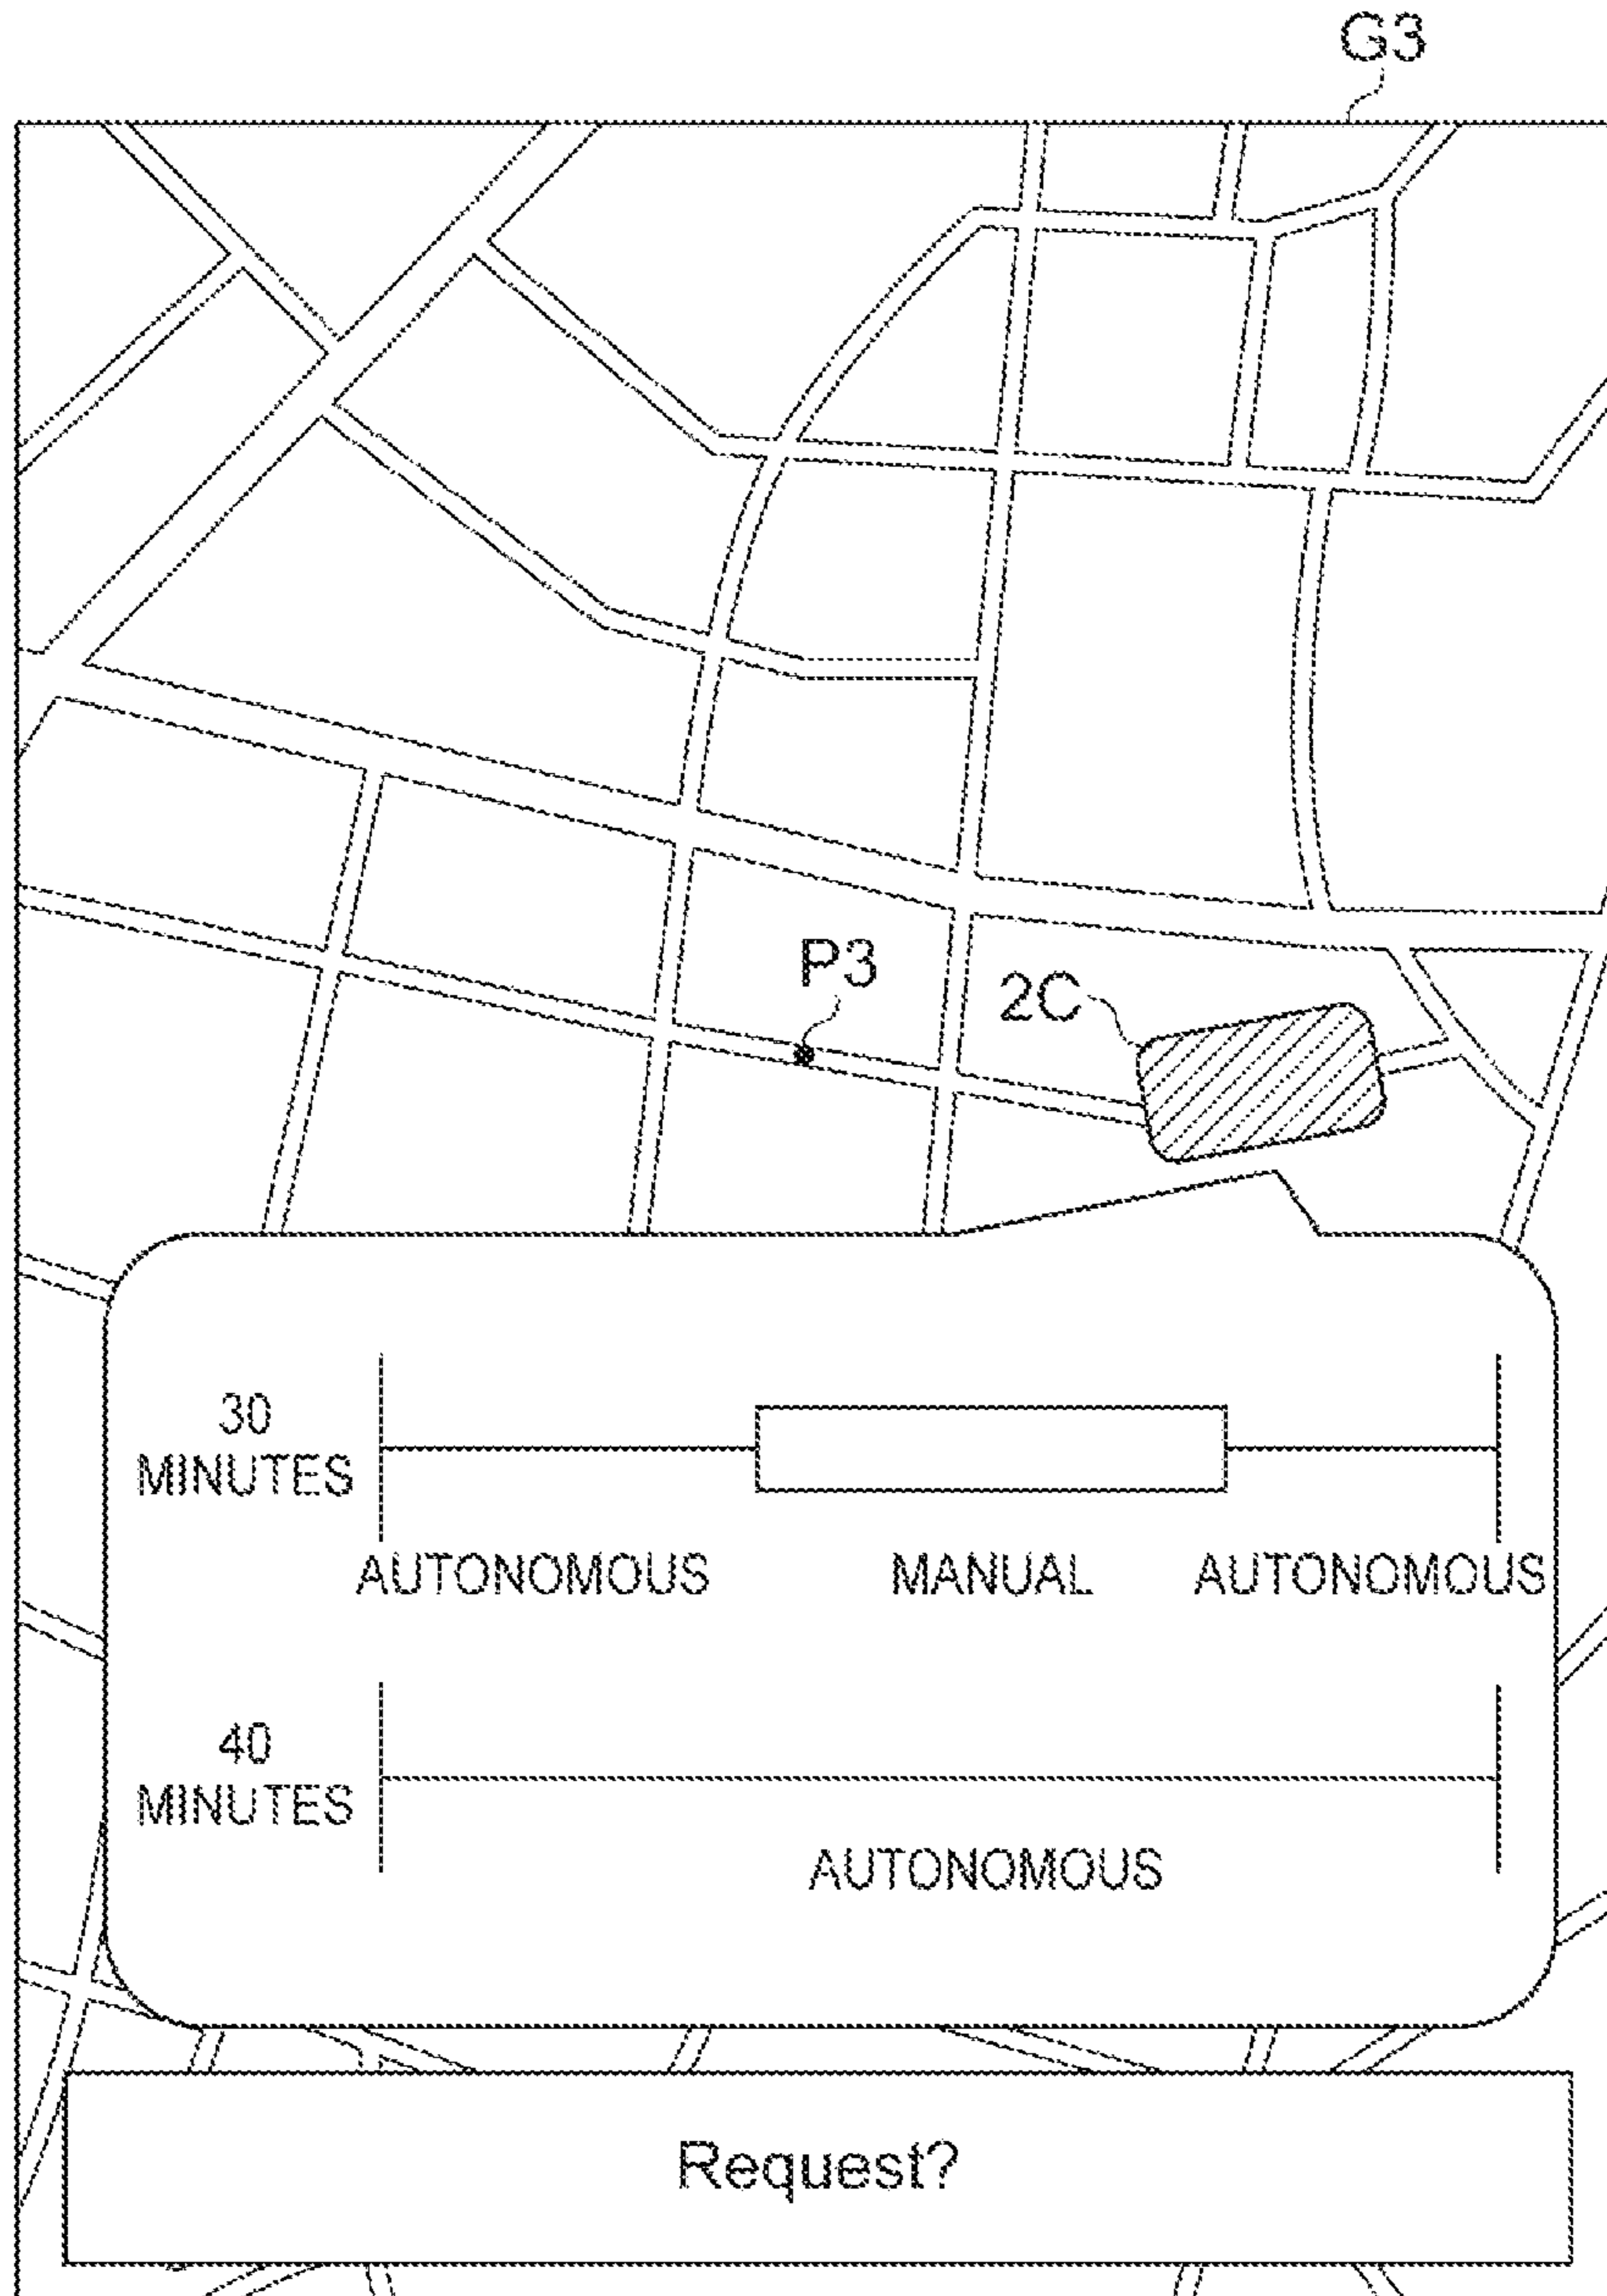 G3
P3
2C
30
MINUTES
AUTONOMOUS MANUAL AUTONOMOUS
40
MINUTES
AUTONOMOUS
Request?